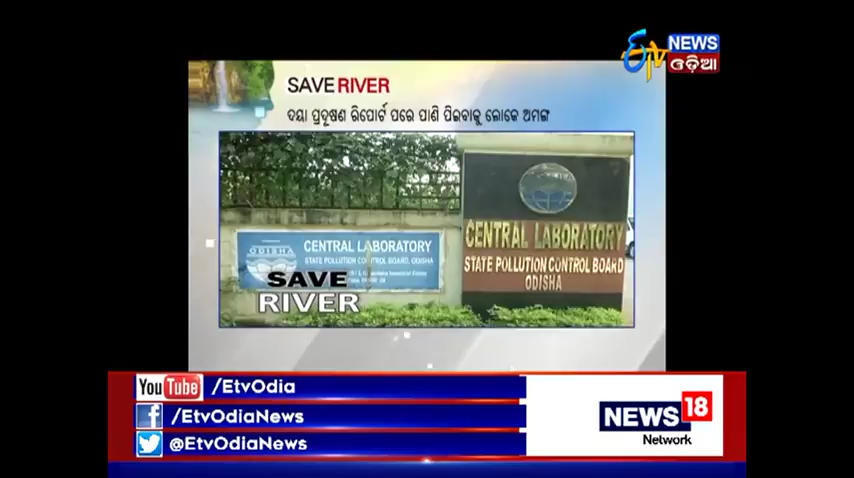 ETV NEWS
ଓଡ଼ିଆ
SAVE RIVER
ଦୟା ପ୍ରଦୂଷଣ ରିପୋର୍ଟ ପରେ ପାଣି ପିଇବାକୁ ଲୋକେ ଅମଙ୍ଗ
ODISHA
CENTRAL LABORATORY
STATE POLLUTION CONTROL BOARD, ODISHA
CENTRAL LABORATORY
STATE POLLUTION CONTROL BOARD
ODISHA
SAVE
RIVER
YouTube /EtvOdia
f /EtvOdiaNews
@EtvOdiaNews
NEWS 18
Network